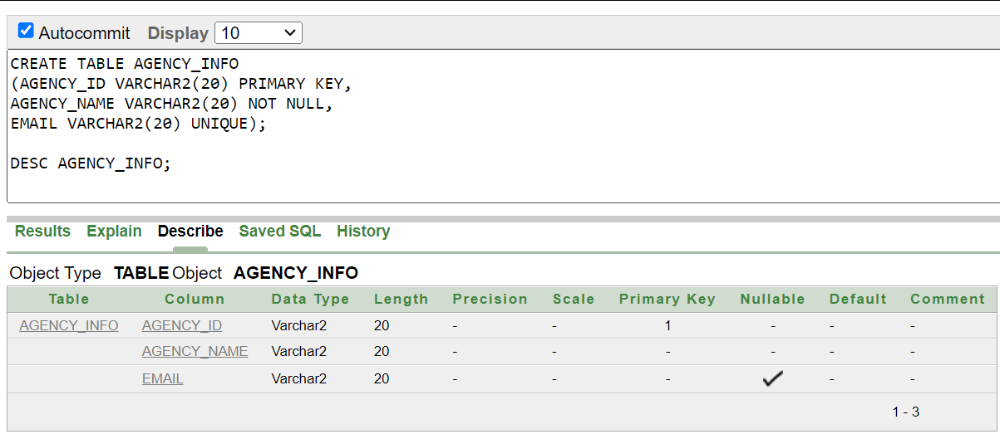 Autocommit Display 10
CREATE TABLE AGENCY_INFO
(AGENCY_ID VARCHAR2(20) PRIMARY KEY,
AGENCY_NAME VARCHAR2(20) NOT NULL,
EMAIL VARCHAR2(20) UNIQUE);
DESC AGENCY_INFO;
Results Explain Describe Saved SQL History
Object Type TABLE Object AGENCY_INFO
Table Column Data Type Length Precision Scale Primary Key Nullable Default Comment
AGENCY_INFO AGENCY_ID Varchar2 20 - - 1 - - -
AGENCY_NAME Varchar2 20 - - - - - -
EMAIL Varchar2 20 - - - ✓ - -
1 - 3